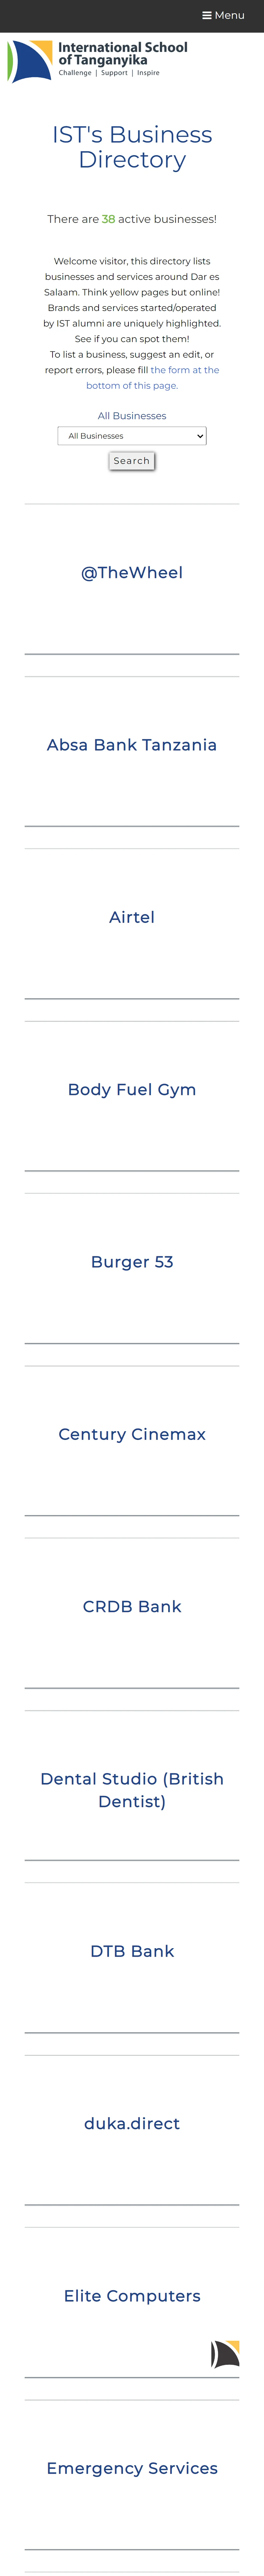 Menu
International School
of Tanganyika
Challenge | Support | Inspire
IST's Business
Directory
There are 38 active businesses!
Welcome visitor, this directory lists
businesses and services around Dar es
Salaam. Think yellow pages but online!
Brands and services started/operated
by IST alumni are uniquely highlighted.
See if you can spot them!
To list a business, suggest an edit, or
report errors, please fill the form at the
bottom of this page.
All Businesses
All Businesses
Search
@TheWheel
Absa Bank Tanzania
Airtel
Body Fuel Gym
Burger 53
Century Cinemax
CRDB Bank
Dental Studio (British
Dentist)
DTB Bank
duka.direct
Elite Computers
Emergency Services